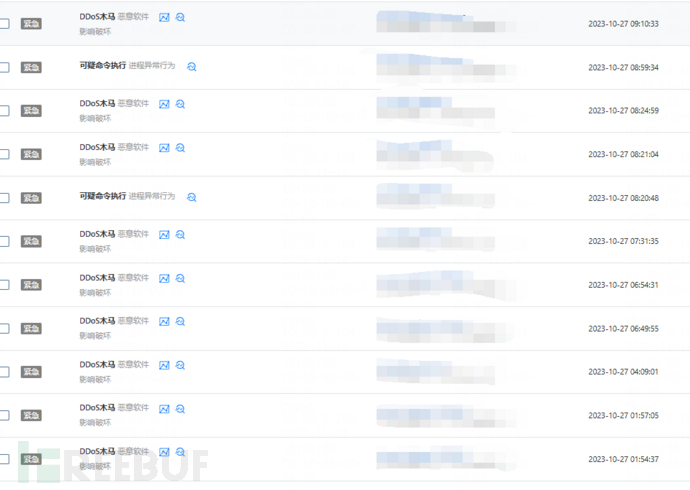 紧急 DDoS木马 恶意软件 2023-10-27 09:10:33
影响破坏
紧急 可疑命令执行 进程异常行为 2023-10-27 08:59:34
紧急 DDoS木马 恶意软件 2023-10-27 08:24:59
影响破坏
紧急 DDoS木马 恶意软件 2023-10-27 08:21:04
影响破坏
紧急 可疑命令执行 进程异常行为 2023-10-27 08:20:48
紧急 DDoS木马 恶意软件 2023-10-27 07:31:35
影响破坏
紧急 DDoS木马 恶意软件 2023-10-27 06:54:31
影响破坏
紧急 DDoS木马 恶意软件 2023-10-27 06:49:55
影响破坏
紧急 DDoS木马 恶意软件 2023-10-27 04:09:01
影响破坏
紧急 DDoS木马 恶意软件 2023-10-27 01:57:05
影响破坏
紧急 DDoS木马 恶意软件 2023-10-27 01:54:37
影响破坏
FREEBUF